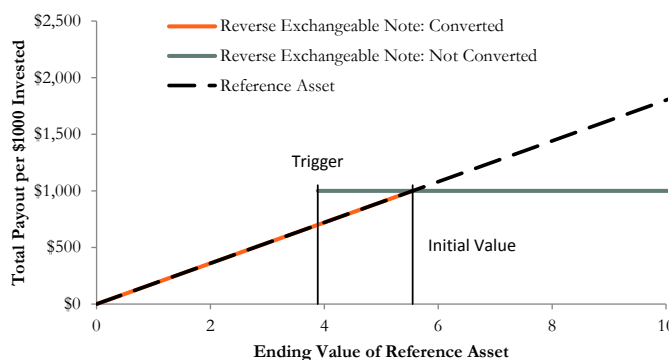 $2,500
$2,000
$1,500
$1,000
$500
$0
Total Payout per $1000 Invested
Reverse Exchangeable Note: Converted
Reverse Exchangeable Note: Not Converted
Reference Asset
Trigger
Initial Value
0 2 4 6 8 10
Ending Value of Reference Asset